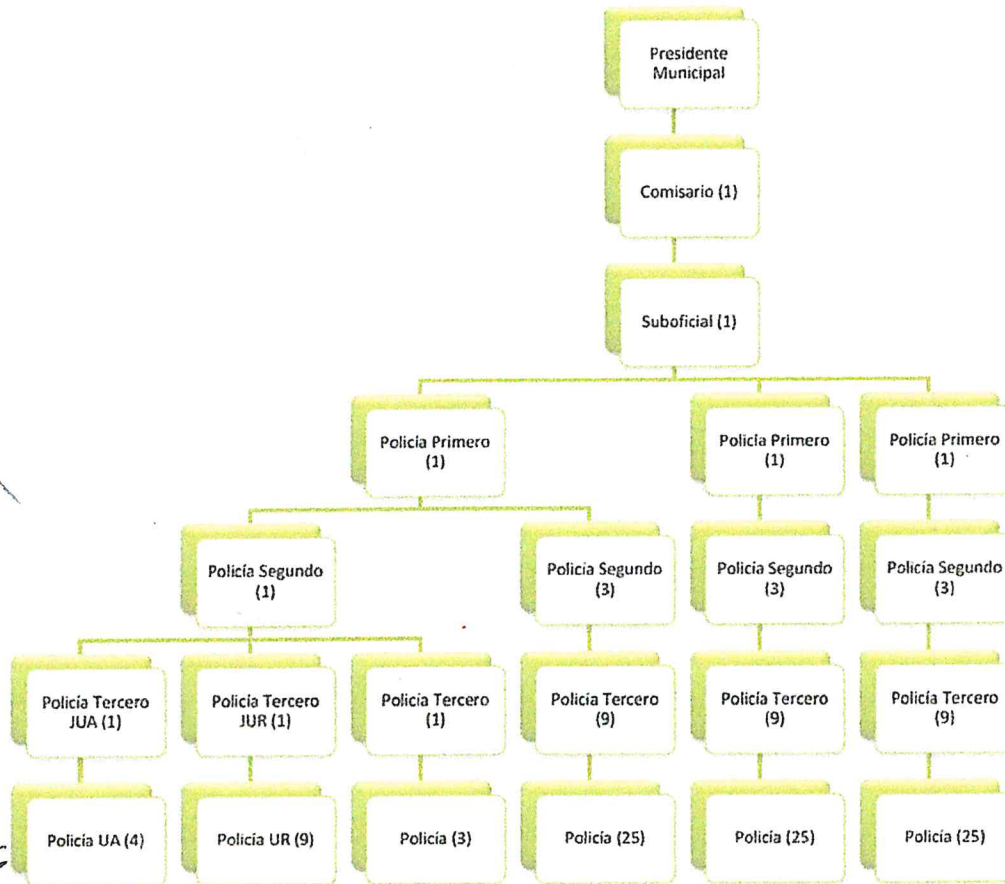 Presidente
Municipal
Comisario (1)
Suboficial (1)
Policía Primero
(1)
Policía Primero
(1)
Policía Primero
(1)
Policía Segundo
(1)
Policía Segundo
(3)
Policía Segundo
(3)
Policía Segundo
(3)
Policía Tercero
JUA (1)
Policía Tercero
JUR (1)
Policía Tercero
(1)
Policía Tercero
(9)
Policía Tercero
(9)
Policía Tercero
(9)
Policía UA (4)
Policía UR (9)
Policía (3)
Policía (25)
Policía (25)
Policía (25)